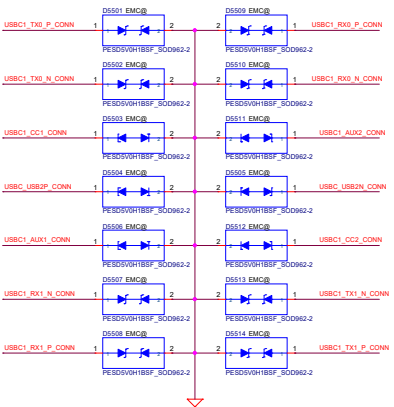 D5501 EMC@ D5509 EMC@
USBC1_TX0_P_CONN 1 2 2 1 USBC1_RX0_P_CONN
PESD5V0H1BSF_SOD962-2 PESD5V0H1BSF_SOD962-2
D5502 EMC@ D5510 EMC@
USBC1_TX0_N_CONN 1 2 2 1 USBC1_RX0_N_CONN
PESD5V0H1BSF_SOD962-2 PESD5V0H1BSF_SOD962-2
D5503 EMC@ D5511 EMC@
USBC1_CC1_CONN 1 2 2 1 USBC1_AUX2_CONN
PESD5V0H1BSF_SOD962-2 PESD5V0H1BSF_SOD962-2
D5504 EMC@ D5505 EMC@
USBC_USB2P_CONN 1 2 2 1 USBC_USB2N_CONN
PESD5V0H1BSF_SOD962-2 PESD5V0H1BSF_SOD962-2
D5506 EMC@ D5512 EMC@
USBC1_AUX1_CONN 1 2 2 1 USBC1_CC2_CONN
PESD5V0H1BSF_SOD962-2 PESD5V0H1BSF_SOD962-2
D5507 EMC@ D5513 EMC@
USBC1_RX1_N_CONN 1 2 2 1 USBC1_TX1_N_CONN
PESD5V0H1BSF_SOD962-2 PESD5V0H1BSF_SOD962-2
D5508 EMC@ D5514 EMC@
USBC1_RX1_P_CONN 1 2 2 1 USBC1_TX1_P_CONN
PESD5V0H1BSF_SOD962-2 PESD5V0H1BSF_SOD962-2